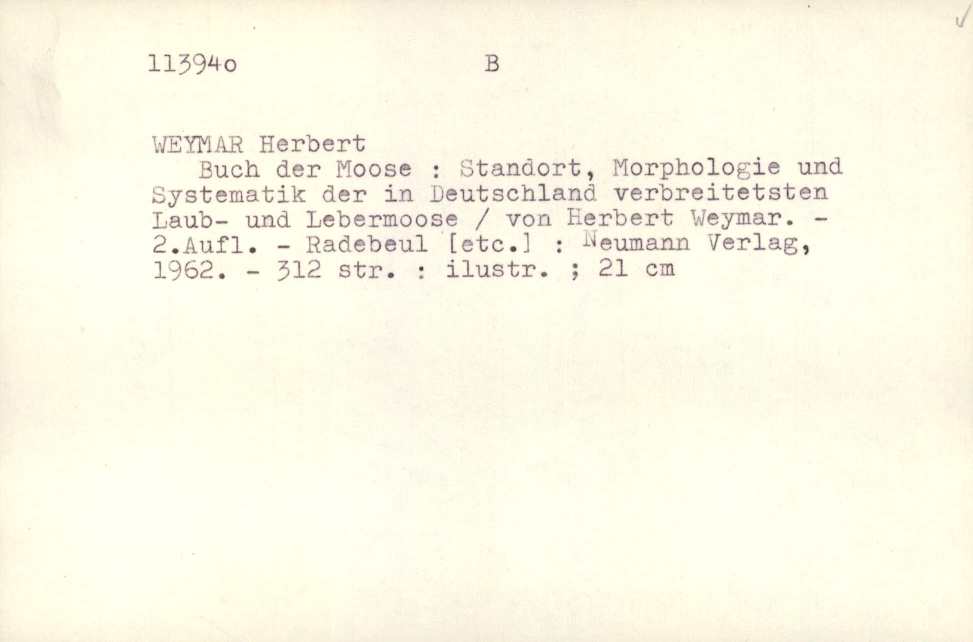 113940 B
WEYMAR Herbert
Buch der Moose : Standort, Morphologie und
Systematik der in Deutschland verbreitetsten
Laub- und Lebermoose / von Herbert Weymar. -
2.Aufl. - Radebeul [etc.] : Neumann Verlag,
1962. - 312 str. : ilustr. ; 21 cm